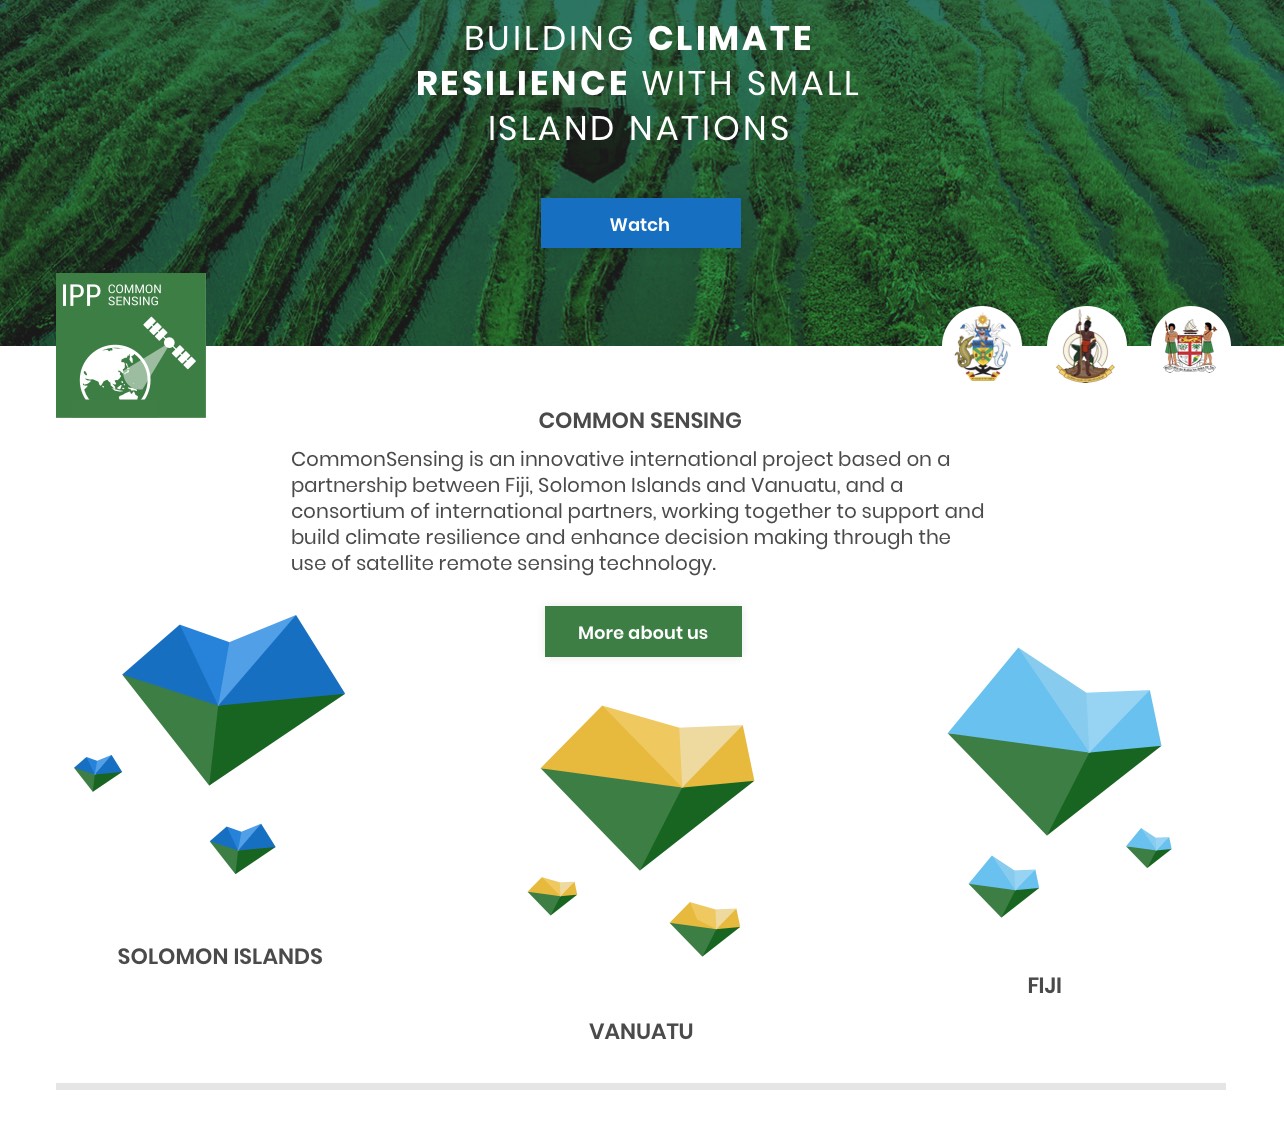 BUILDING CLIMATE
RESILIENCE WITH SMALL
ISLAND NATIONS
Watch
IPP COMMON
SENSING
COMMON SENSING
CommonSensing is an innovative international project based on a
partnership between Fiji, Solomon Islands and Vanuatu, and a
consortium of international partners, working together to support and
build climate resilience and enhance decision making through the
use of satellite remote sensing technology.
More about us
SOLOMON ISLANDS
FIJI
VANUATU